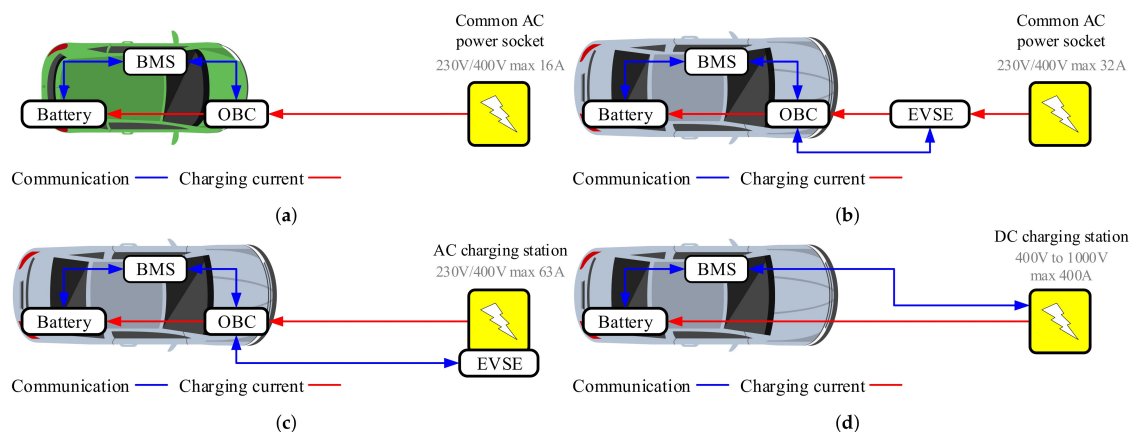 Common AC
power socket
230V/400V max 16A
BMS
Battery
OBC
Communication
Charging current
(a)
Common AC
power socket
230V/400V max 32A
BMS
Battery
OBC
EVSE
Communication
Charging current
(b)
AC charging station
230V/400V max 63A
BMS
Battery
OBC
EVSE
Communication
Charging current
(c)
DC charging station
400V to 1000V
max 400A
BMS
Battery
Communication
Charging current
(d)